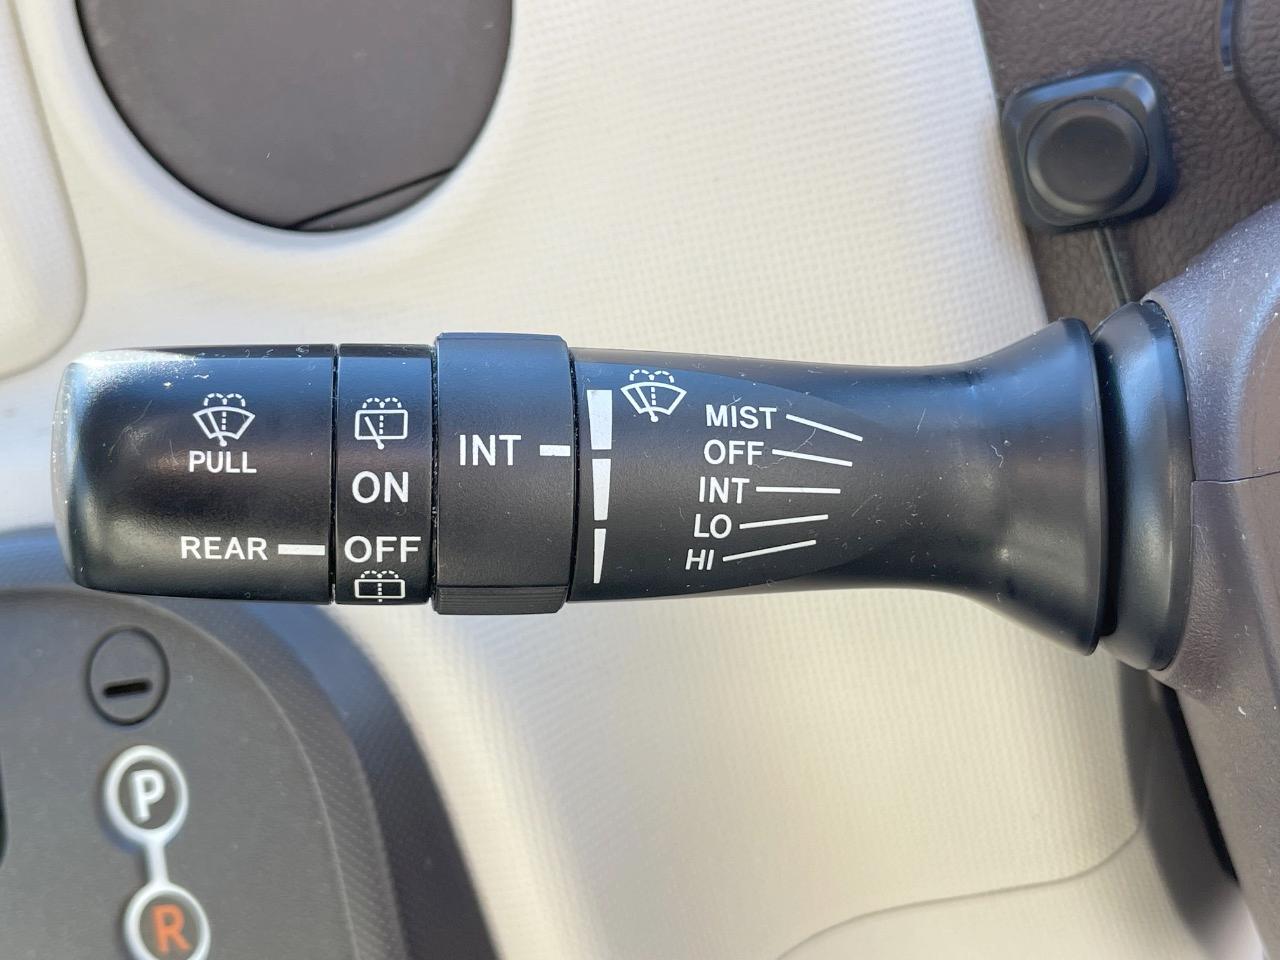 PULL
REAR
ON
OFF
INT
MIST
OFF
INT
LO
HI
P
R